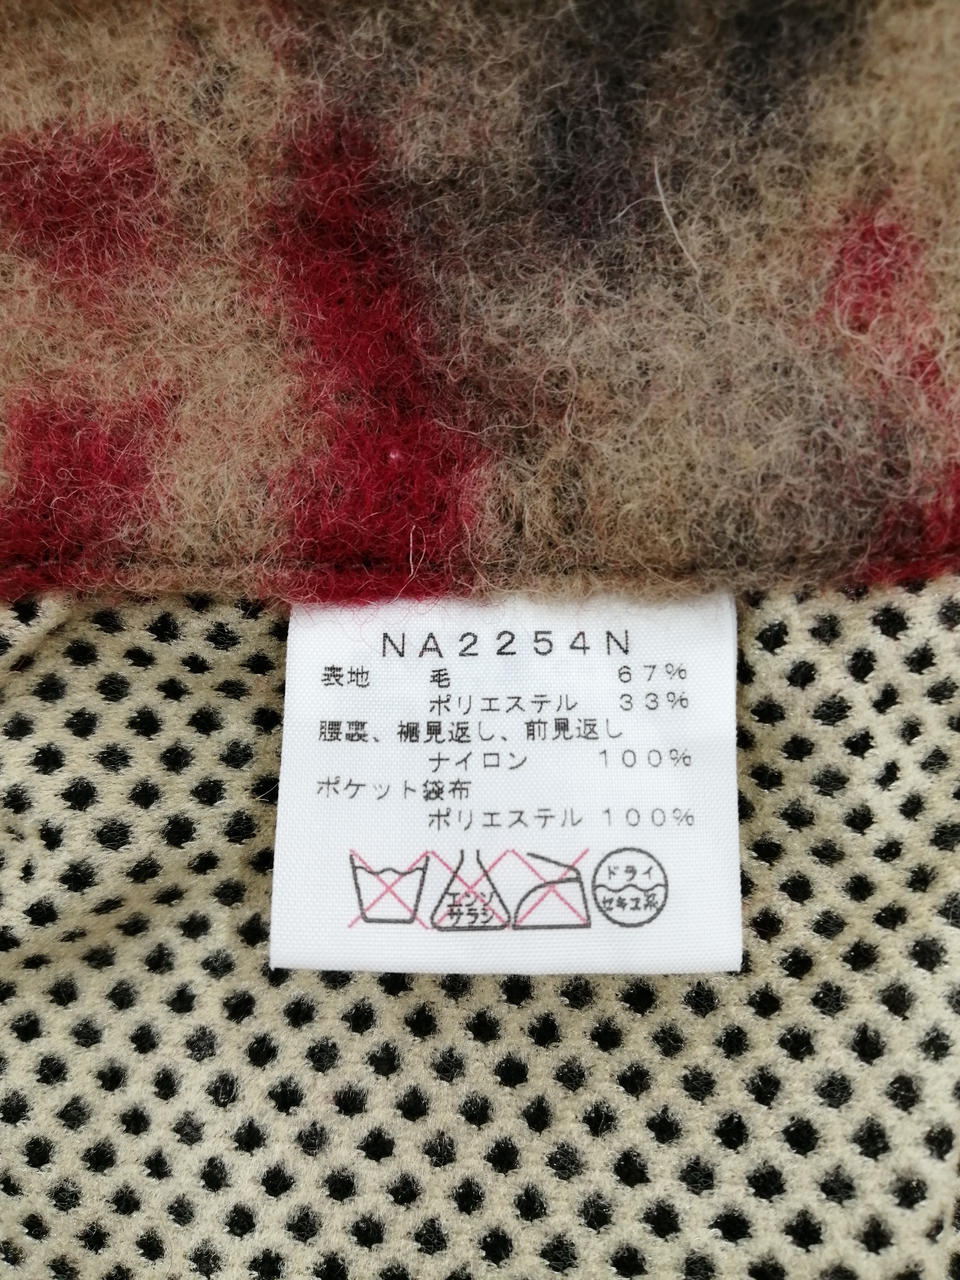 NA2254N
表地 毛 67%
ポリエステル 33%
腰裏、裾見返し、前見返し
ナイロン 100%
ポケット袋布
ポリエステル 100%
エンソ
サラシ
ドライ
セキユ系